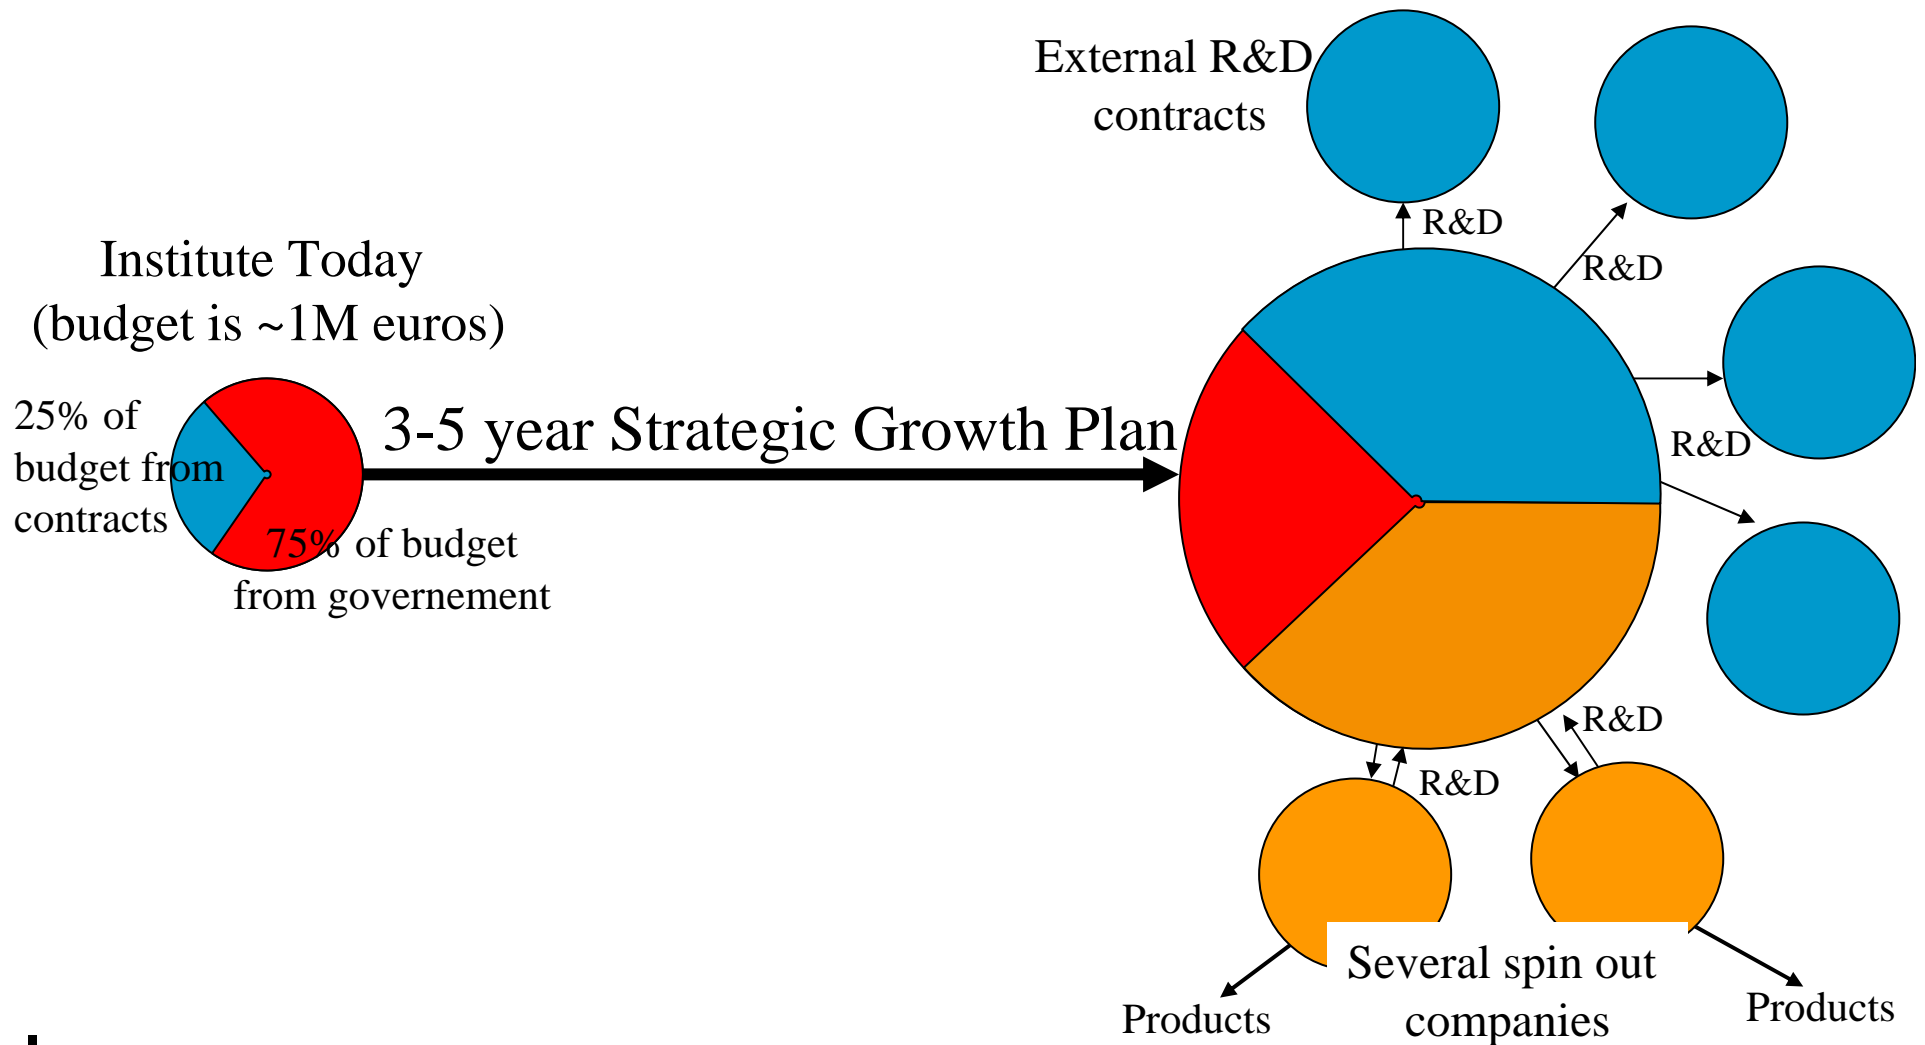 External R&D
contracts
R&D
R&D
Institute Today
(budget is ~1M euros)
25% of
budget from
contracts
3-5 year Strategic Growth Plan
R&D
75% of budget
from governement
R&D
R&D
Several spin out
companies
Products
Products